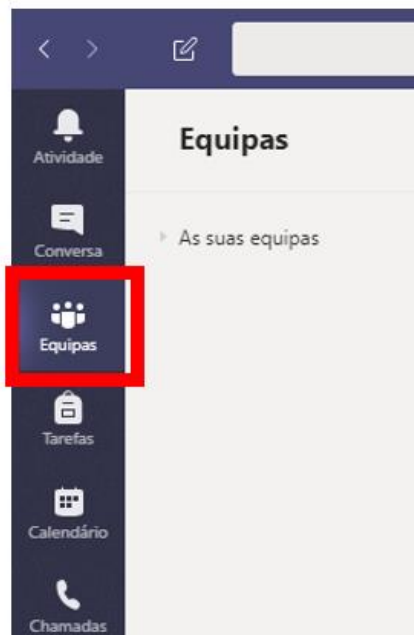 Atividade
Equipas
Conversa
As suas equipas
Equipas
Tarefas
Calendário
Chamadas